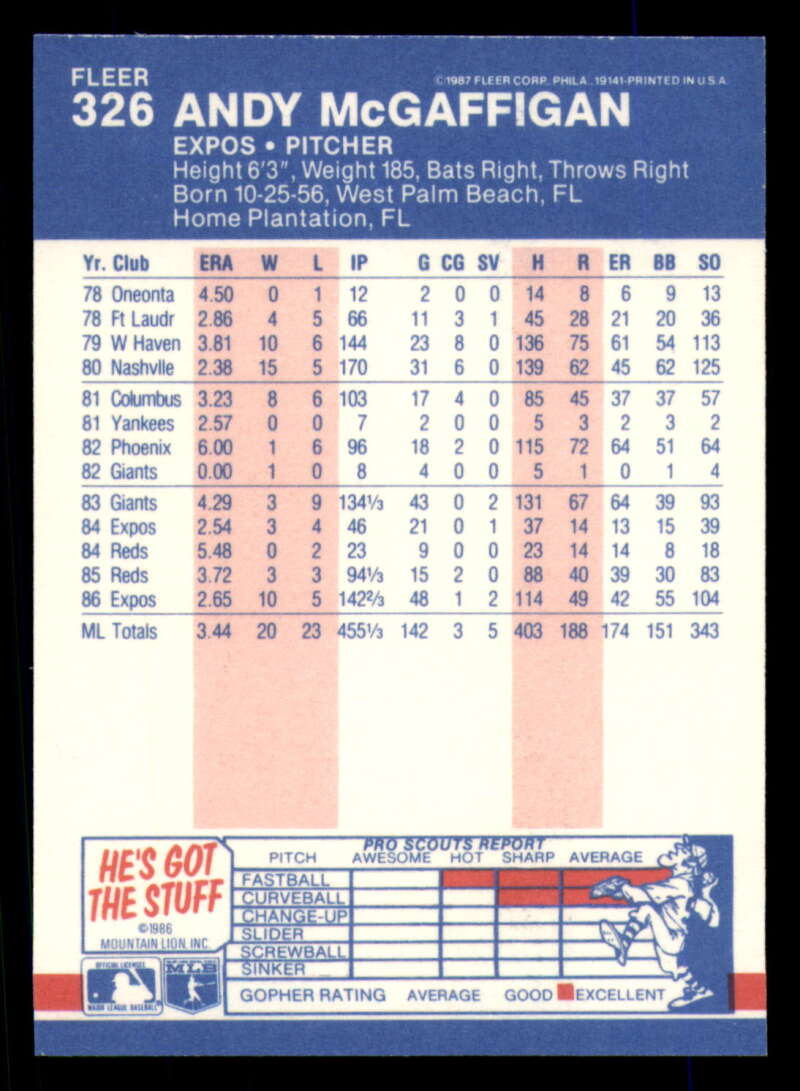 FLEER
©1987 FLEER CORP. PHILA. 19141-PRINTED IN U.S.A.
326 ANDY McGAFFIGAN
EXPOS • PITCHER
Height 6'3", Weight 185, Bats Right, Throws Right
Born 10-25-56, West Palm Beach, FL
Home Plantation, FL
Yr. Club ERA W L IP G CG SV H R ER BB SO
78 Oneonta 4.50 0 1 12 2 0 0 14 8 6 9 13
78 Ft Laudr 2.86 4 5 66 11 3 1 45 28 21 20 36
79 W Haven 3.81 10 6 144 23 8 0 136 75 61 54 113
80 Nashvlle 2.38 15 5 170 31 6 0 139 62 45 62 125
81 Columbus 3.23 8 6 103 17 4 0 85 45 37 37 57
81 Yankees 2.57 0 0 7 2 0 0 5 3 2 3 2
82 Phoenix 6.00 1 6 96 18 2 0 115 72 64 51 64
82 Giants 0.00 1 0 8 4 0 0 5 1 0 1 4
83 Giants 4.29 3 9 134⅓ 43 0 2 131 67 64 39 93
84 Expos 2.54 3 4 46 21 0 1 37 14 13 15 39
84 Reds 5.48 0 2 23 9 0 0 23 14 14 8 18
85 Reds 3.72 3 3 94⅓ 15 2 0 88 40 39 30 83
86 Expos 2.65 10 5 142⅔ 48 1 2 114 49 42 55 104
ML Totals 3.44 20 23 455⅓ 142 3 5 403 188 174 151 343
HE'S GOT
THE STUFF
©1986
MOUNTAIN LION, INC.
PRO SCOUTS REPORT
PITCH AWESOME HOT SHARP AVERAGE
FASTBALL
CURVEBALL
CHANGE-UP
SLIDER
SCREWBALL
SINKER
GOPHER RATING AVERAGE GOOD EXCELLENT
OFFICIAL LICENSEE
MAJOR LEAGUE BASEBALL
MLB